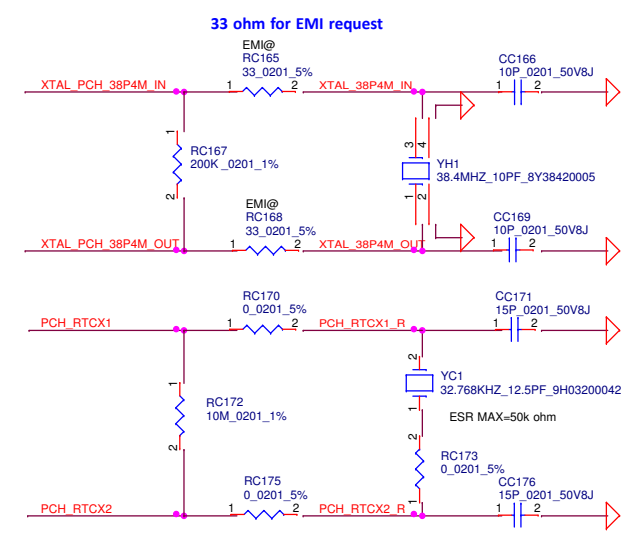 33 ohm for EMI request
EMI@
RC165
33_0201_5%
CC166
10P_0201_50V8J
XTAL_PCH_38P4M_IN
1
2
XTAL_38P4M_IN
1
2
1
RC167
200K_0201_1%
2
3
4
YH1
38.4MHZ_10PF_8Y38420005
1
2
EMI@
RC168
33_0201_5%
CC169
10P_0201_50V8J
XTAL_PCH_38P4M_OUT
1
2
XTAL_38P4M_OUT
1
2
RC170
0_0201_5%
CC171
15P_0201_50V8J
PCH_RTCX1
1
2
PCH_RTCX1_R
1
2
2
YC1
32.768KHZ_12.5PF_9H03200042
1
ESR MAX=50k ohm
1
RC172
10M_0201_1%
2
2
RC173
0_0201_5%
1
RC175
0_0201_5%
CC176
15P_0201_50V8J
PCH_RTCX2
1
2
PCH_RTCX2_R
1
2